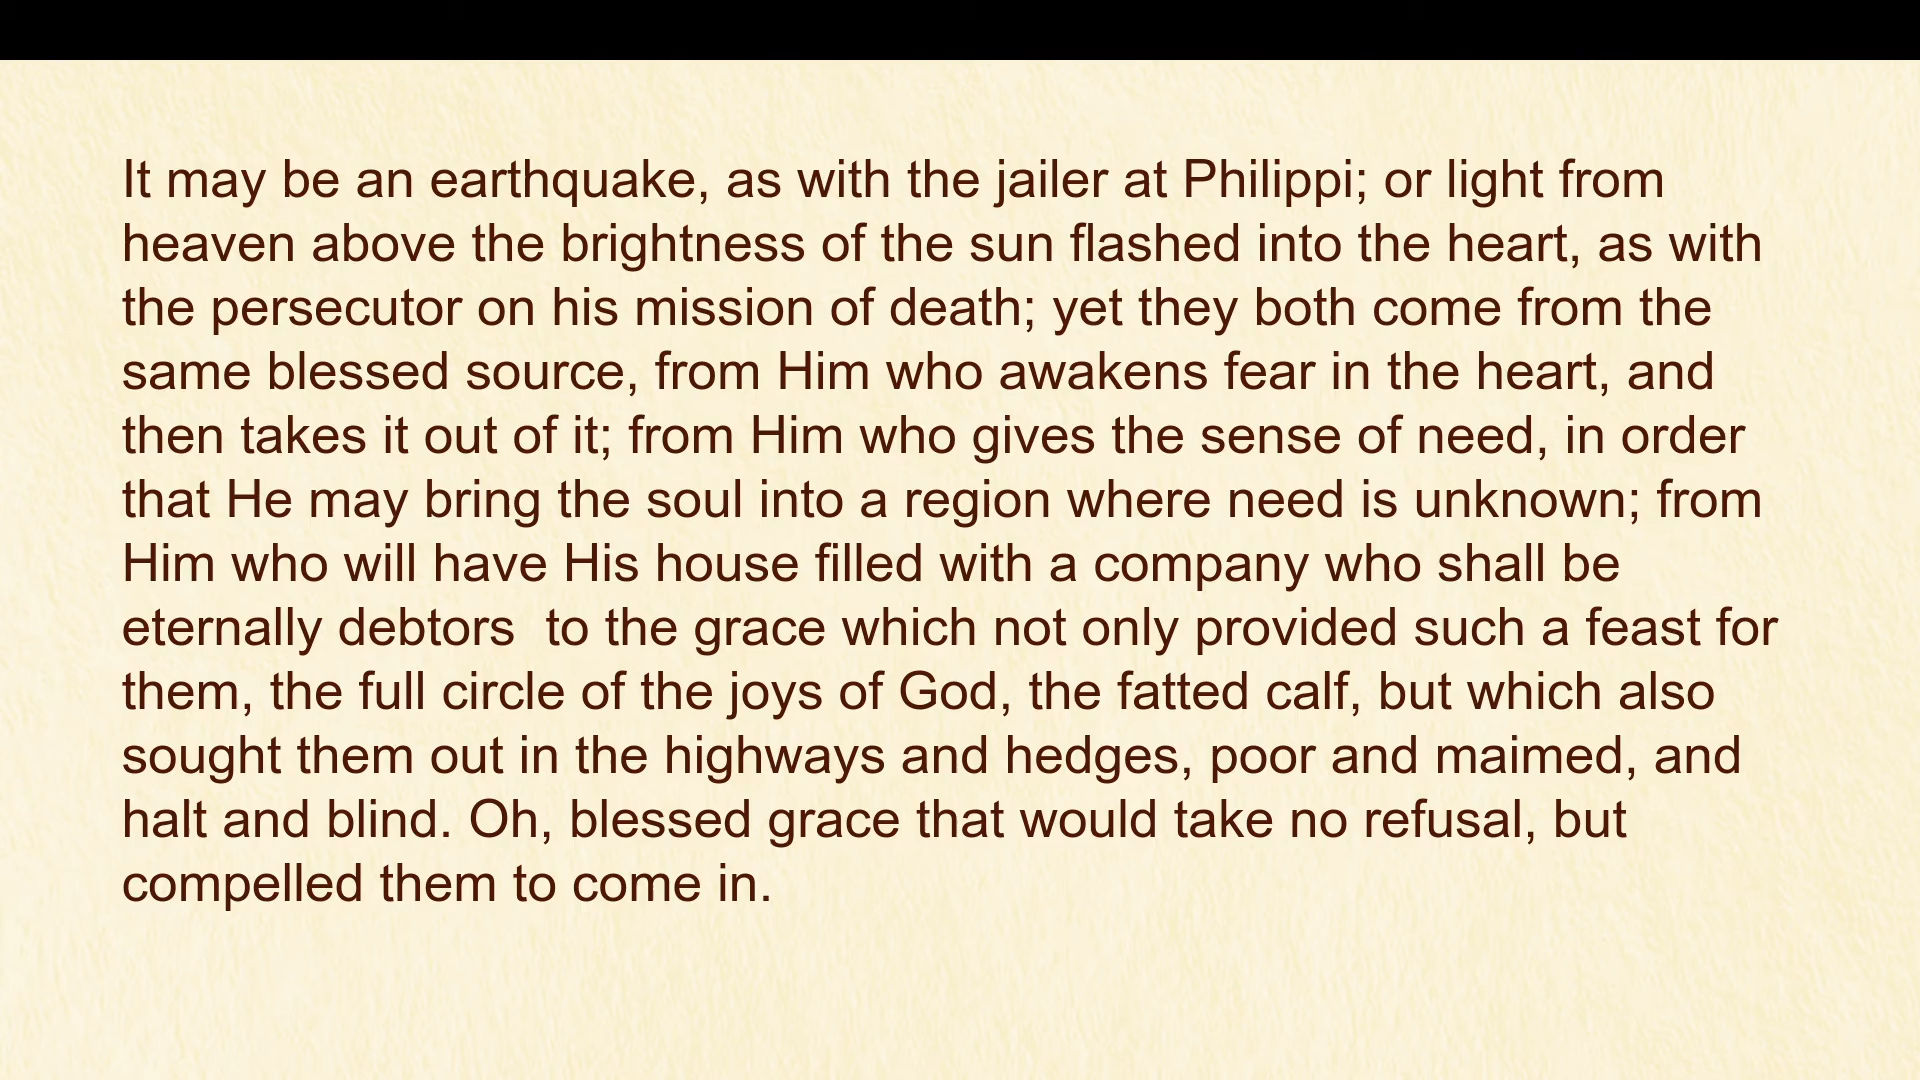 It may be an earthquake, as with the jailer at Philippi; or light from
heaven above the brightness of the sun flashed into the heart, as with
the persecutor on his mission of death; yet they both come from the
same blessed source, from Him who awakens fear in the heart, and
then takes it out of it; from Him who gives the sense of need, in order
that He may bring the soul into a region where need is unknown; from
Him who will have His house filled with a company who shall be
eternally debtors  to the grace which not only provided such a feast for
them, the full circle of the joys of God, the fatted calf, but which also
sought them out in the highways and hedges, poor and maimed, and
halt and blind. Oh, blessed grace that would take no refusal, but
compelled them to come in.